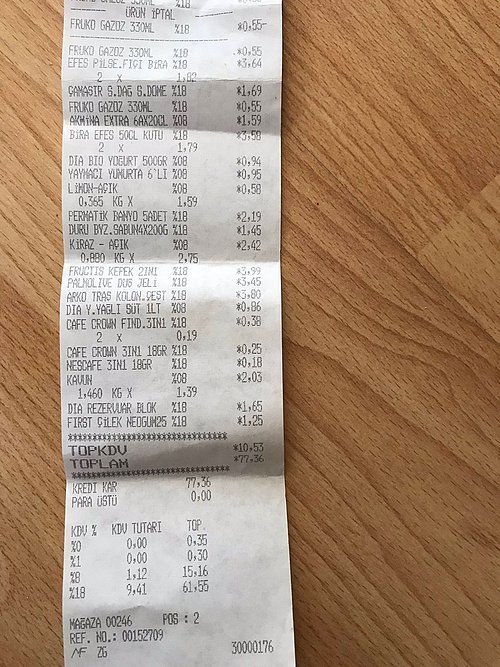 ÜRÜN İPTAL
FRUKO GAZOZ 330ML %18 *0,55-
FRUKO GAZOZ 330ML %18 *0,55
EFES PİLSE.FIÇI BİRA %18 *3,64
2 X 1,82
ÇAMAŞIR S.DAĞ S.DÖME %18 *1,69
FRUKO GAZOZ 330ML %18 *0,55
AKMİNA EXTRA 6AX20CL %08 *1,59
BİRA EFES 50CL KUTU %18 *3,58
2 X 1,79
DIA BIO YOGURT 500GR %08 *0,94
YAYMACI YUMURTA 6'LI %08 *0,95
LİMON-AÇIK %08 *0,58
0,365 KG X 1,59
PERMATİK BANYO 5ADET %18 *2,19
DURU BYZ.SABUN4X200G %18 *1,45
KİRAZ - AÇIK %08 *2,42
0,880 KG X 2,75
FRUCTIS KEPEK 2IN1 %18 *3,99
PALMOLIVE DUŞ JELİ %18 *3,45
ARKO TRAŞ KOLON.ÇEŞT %18 *3,80
DIA Y.YAĞLI SÜT 1LT %08 *0,86
CAFE CROWN FIND.3IN1 %18 *0,38
2 X 0,19
CAFE CROWN 3IN1 18GR %18 *0,25
NESCAFE 3IN1 18GR %18 *0,18
KAVUN %08 *2,03
1,460 KG X 1,39
DIA REZERVUAR BLOK %18 *1,65
FIRST ÇİLEK NEOGUM25 %18 *1,25
TOPKDV *10,53
TOPLAM *77,36
KREDİ KAR 77,36
PARA ÜSTÜ 0,00
KDV % KDV TUTARI TOP.
%0 0,00 0,35
%1 0,00 0,30
%8 1,12 15,16
%18 9,41 61,55
MAĞAZA 00246 POS : 2
REF. NO.: 00152709
MF ZG 30000176